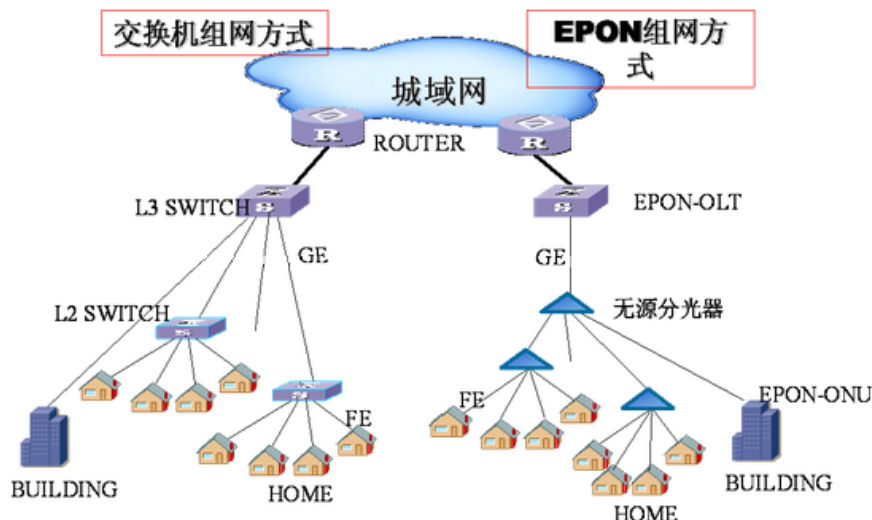 交换机组网方式
EPON组网方
式
城域网
R
R
ROUTER
L3 SWITCH
S
S
EPON-OLT
GE
GE
L2 SWITCH
S
无源分光器
S
FE
FE
EPON-ONU
BUILDING
HOME
BUILDING
HOME